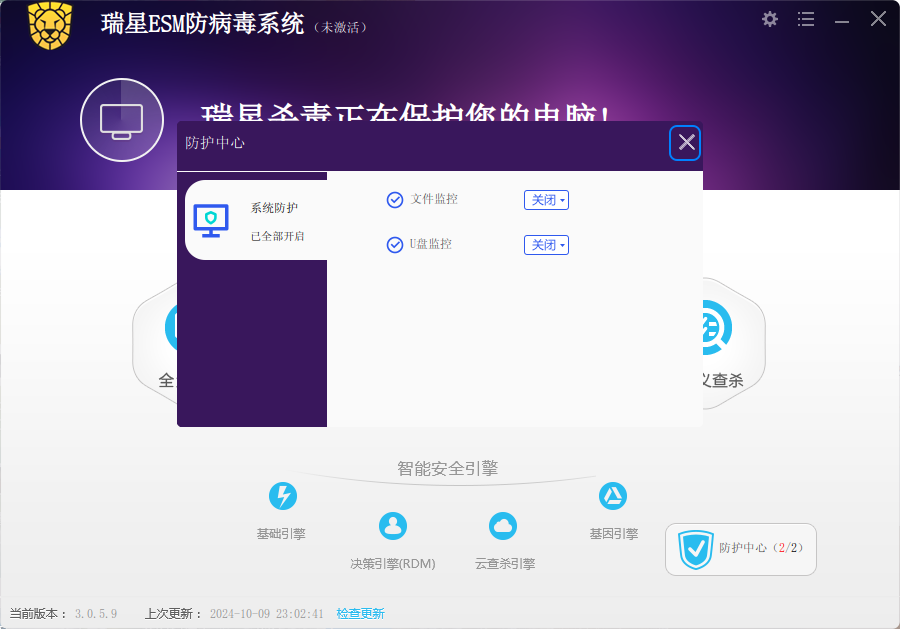 瑞星ESM防病毒系统（未激活）
瑞星杀毒正在保护您的电脑!
防护中心
系统防护
已全部开启
文件监控 关闭
U盘监控 关闭
全
义查杀
智能安全引擎
基础引擎
决策引擎(RDM)
云查杀引擎
基因引擎
防护中心（2/2）
当前版本： 3.0.5.9 上次更新： 2024-10-09 23:02:41 检查更新